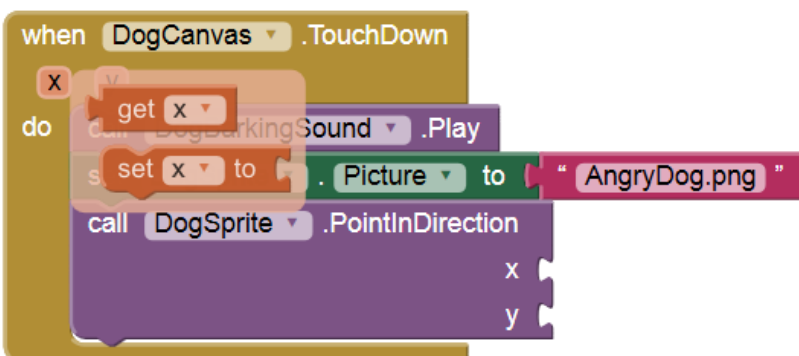 when DogCanvas .TouchDown
x y
get x
do call DogBarkingSound .Play
set x to
s . Picture to " AngryDog.png "
call DogSprite .PointInDirection
x
y